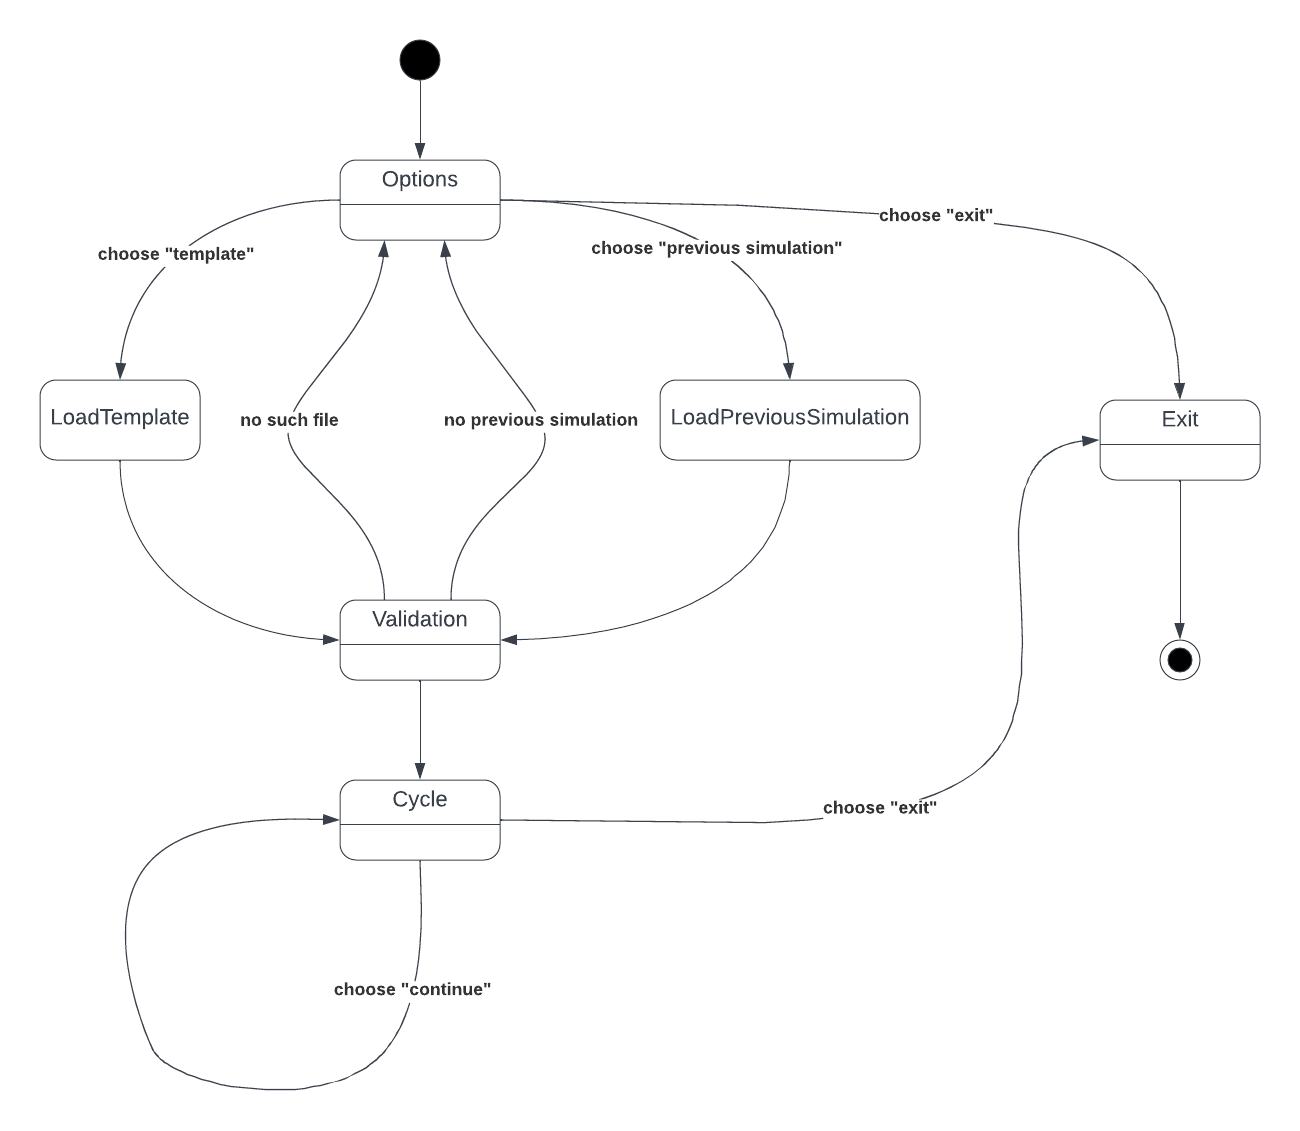 Options
choose "exit"
choose "template"
choose "previous simulation"
LoadTemplate
no such file
no previous simulation
LoadPreviousSimulation
Exit
Validation
Cycle
choose "exit"
choose "continue"